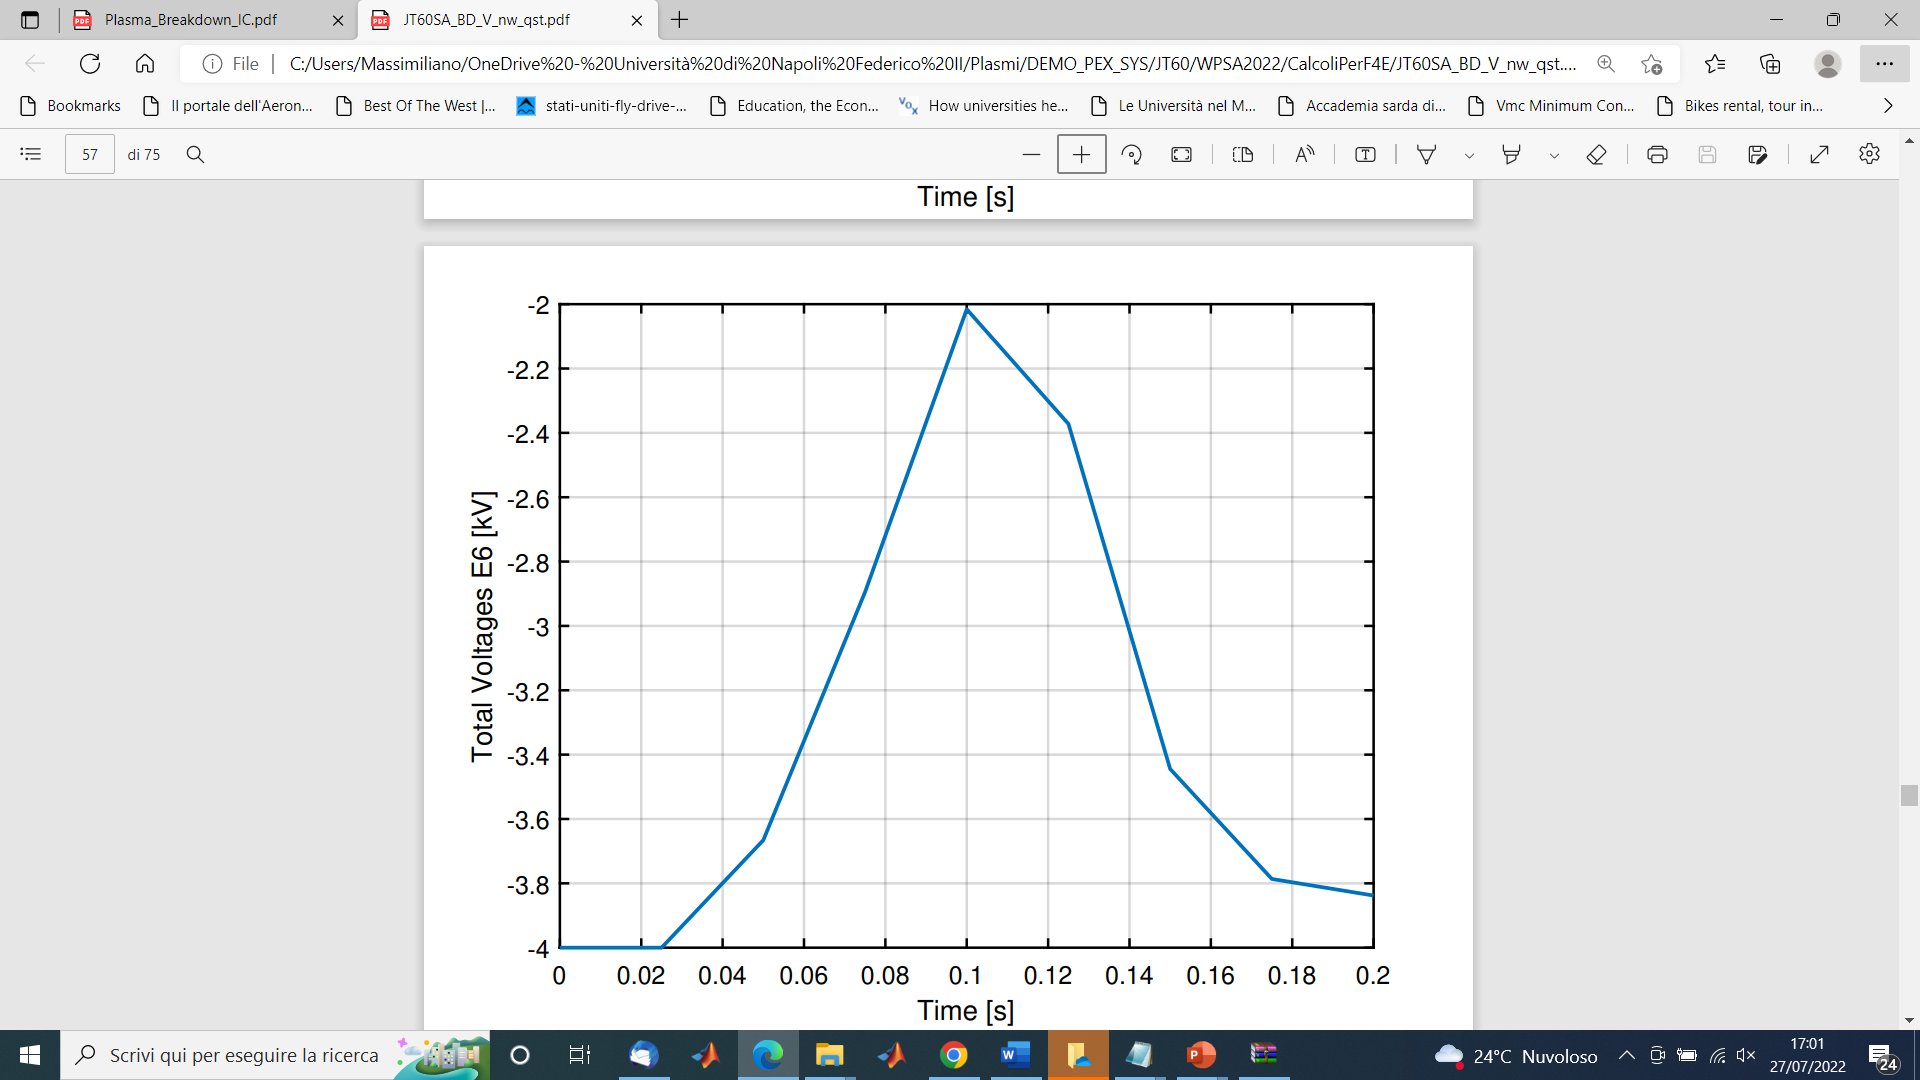 Plasma_Breakdown_IC.pdf
JT60SA_BD_V_nw_qst.pdf
File
C:/Users/Massimiliano/OneDrive%20-%20Università%20di%20Napoli%20Federico%20II/Plasmi/DEMO_PEX_SYS/JT60/WPSA2022/CalcoliPerF4E/JT60SA_BD_V_nw_qst....
Bookmarks
Il portale dell'Aeron...
Best Of The West |...
stati-uniti-fly-drive-...
Education, the Econ...
Vox
How universities he...
Le Università nel M...
Accademia sarda di...
Vmc Minimum Con...
Bikes rental, tour in...
57 di 75
Time [s]
Total Voltages E6 [kV]
-2
-2.2
-2.4
-2.6
-2.8
-3
-3.2
-3.4
-3.6
-3.8
-4
0 0.02 0.04 0.06 0.08 0.1 0.12 0.14 0.16 0.18 0.2
Time [s]
Scrivi qui per eseguire la ricerca
24°C Nuvoloso
17:01
27/07/2022
24